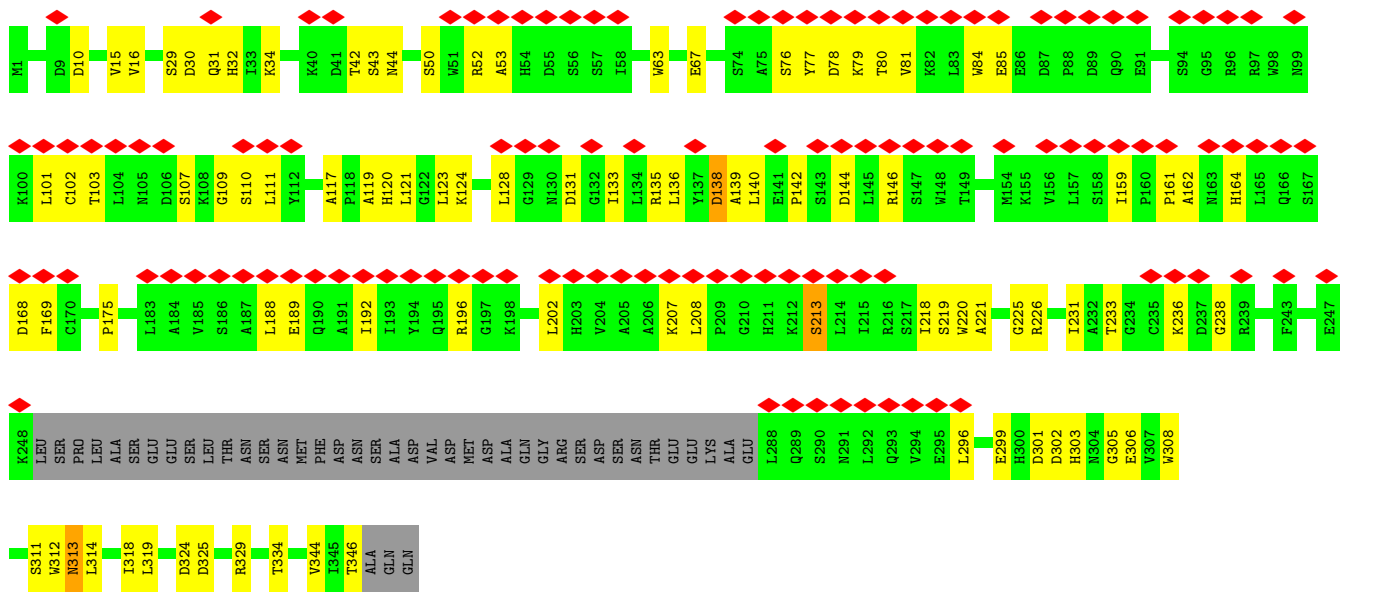 M1 D9 D10 V15 V16 S29 D30 Q31 H32 I33 K34 K40 D41 T42 S43 N44 S50 W51 R52 A53 H54 D55 S56 S57 I58 W63 E67 S74 A75 S76 Y77 D78 K79 T80 V81 K82 L83 W84 E85 E86 D87 P88 D89 Q90 E91 S94 G95 R96 R97 W98 N99
K100 L101 C102 T103 L104 N105 D106 S107 K108 G109 S110 L111 Y112 A117 P118 A119 H120 L121 G122 L123 K124 L128 G129 N130 D131 G132 I133 L134 R135 L136 Y137 D138 A139 L140 E141 P142 S143 D144 L145 R146 S147 W148 T149 M154 K155 V156 L157 S158 I159 P160 P161 A162 N163 H164 L165 Q166 S167
D168 F169 C170 P175 L183 A184 V185 S186 A187 L188 E189 Q190 A191 I192 I193 Y194 Q195 R196 G197 K198 L202 H203 V204 A205 A206 K207 L208 P209 G210 H211 K212 S213 L214 I215 R216 S217 I218 S219 W220 A221 G225 R226 I231 A232 T233 G234 C235 K236 D237 G238 R239 F243 E247
K248 LEU SER PRO LEU ALA SER GLU GLU SER LEU THR ASN SER ASN MET PHE ASP ASN SER ALA ASP VAL ASP MET ASP ALA GLN GLY ARG SER ASP SER ASN THR GLU GLU LYS ALA GLU L288 Q289 S290 N291 L292 Q293 V294 E295 L296 E299 H300 D301 D302 H303 N304 G305 E306 V307 W308
S311 W312 N313 L314 I318 L319 D324 D325 R329 T334 V344 I345 T346 ALA GLN GLN